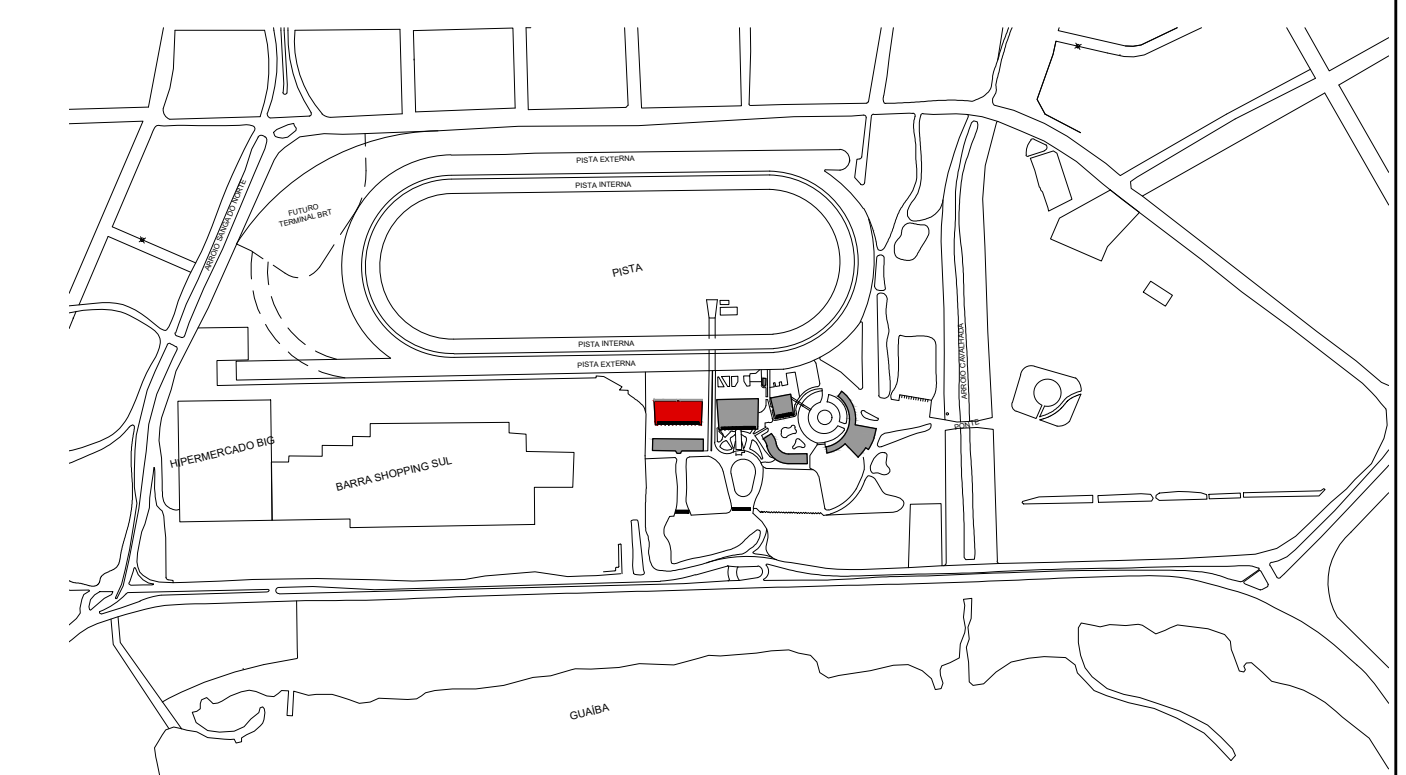 PISTA EXTERNA
PISTA INTERNA
ARROIO SANGA DO NORTE
FUTURO
TERMINAL BRT
PISTA
PISTA INTERNA
PISTA EXTERNA
ARROIO CAVALHADA
PONTE
HIPERMERCADO BIG
BARRA SHOPPING SUL
GUAÍBA